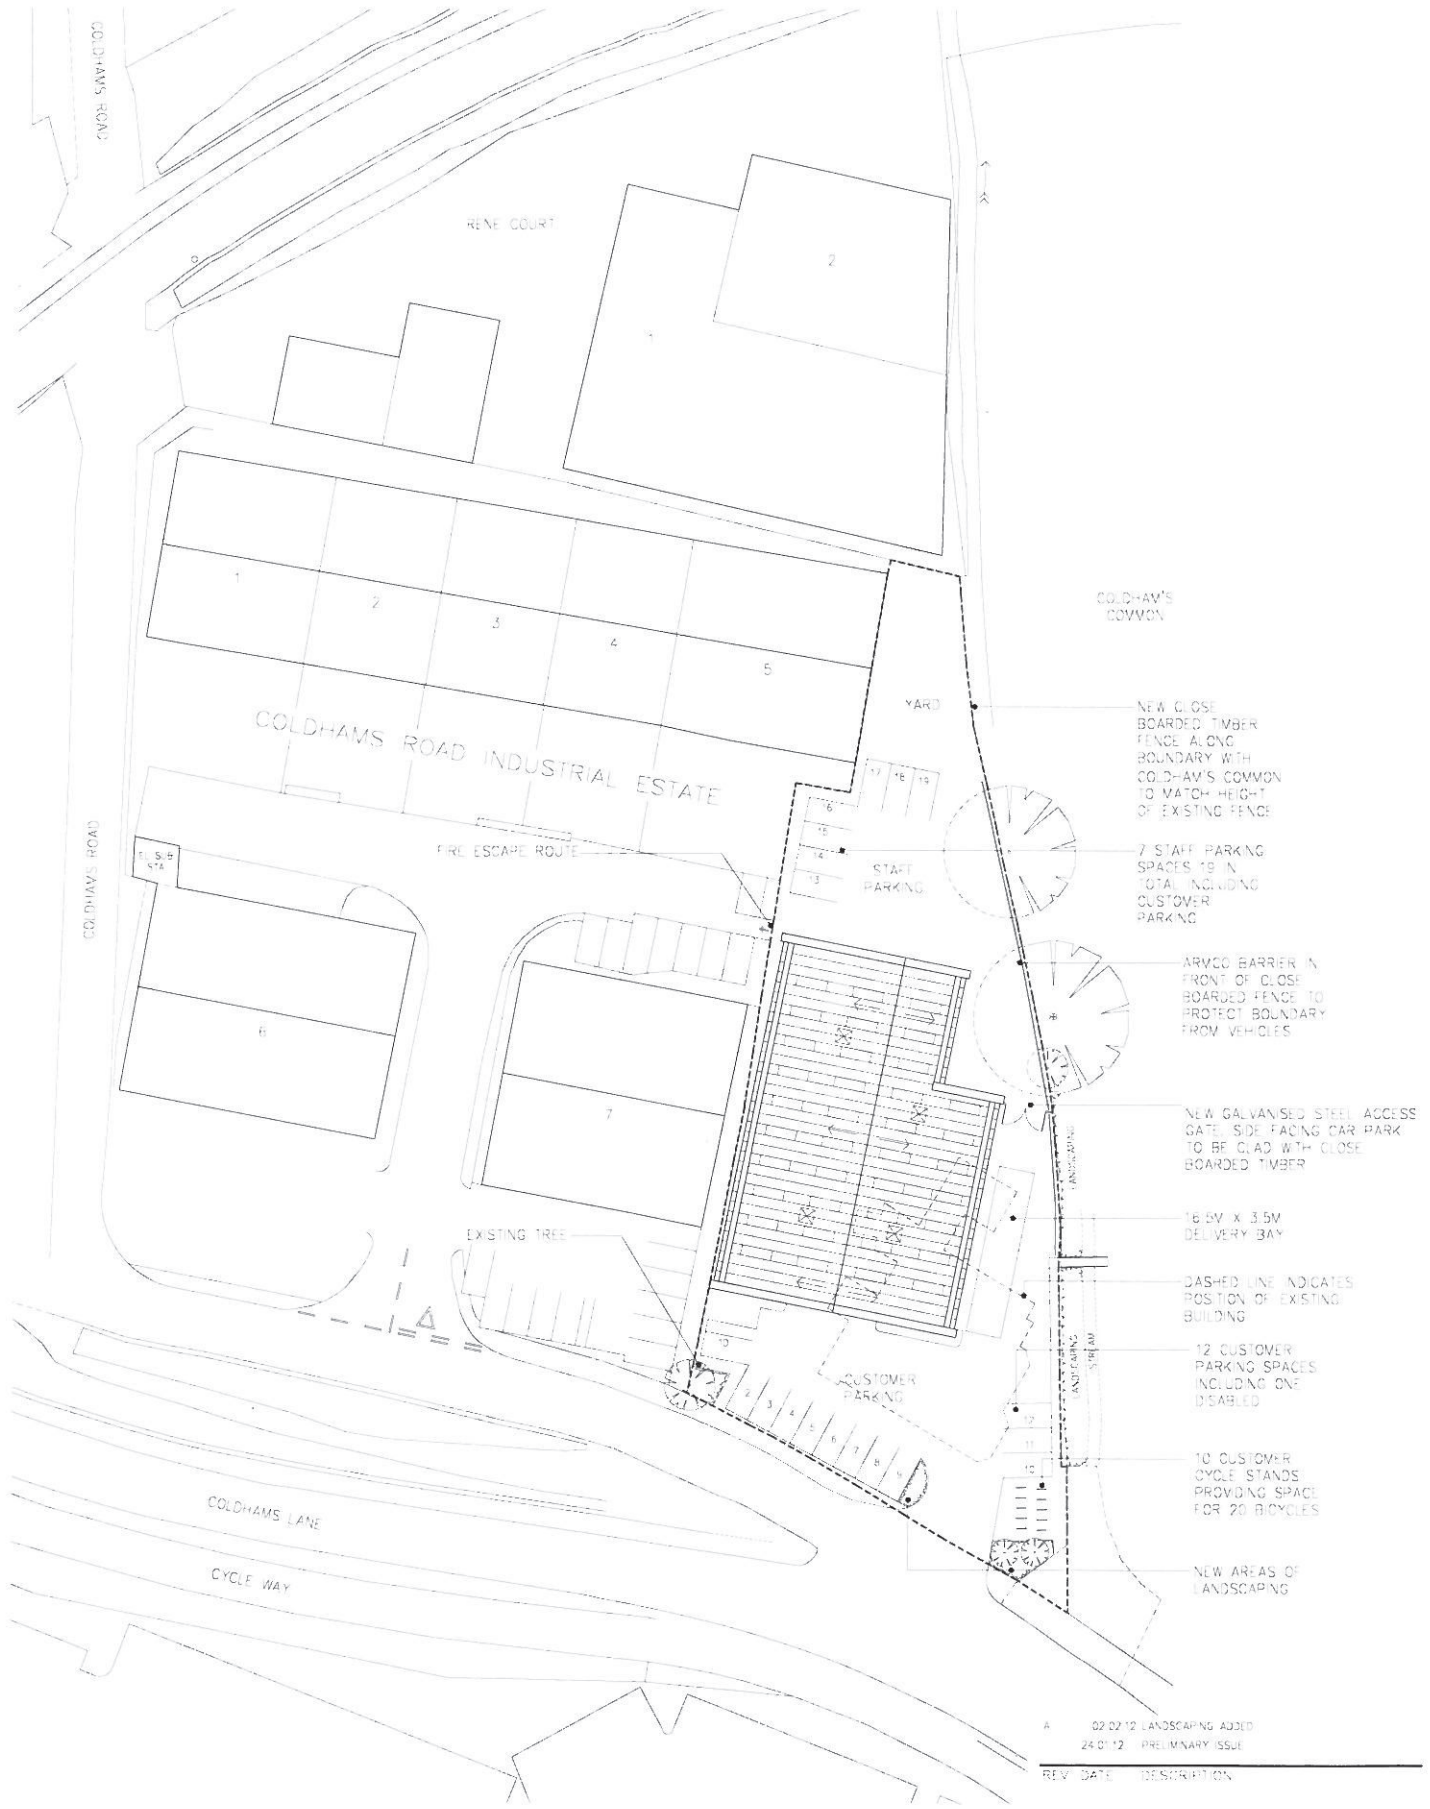 COLDHAMS ROAD
RENE COURT
2
1
COLDHAM'S
COMMON
1
2
3
4
5
YARD
NEW CLOSE
BOARDED TIMBER
FENCE ALONG
BOUNDARY WITH
COLDHAM'S COMMON
TO MATCH HEIGHT
OF EXISTING FENCE
COLDHAMS ROAD INDUSTRIAL ESTATE
17 18 19
16
15
14
13
FIRE ESCAPE ROUTE
STAFF
PARKING
7 STAFF PARKING
SPACES 19 IN
TOTAL INCLUDING
CUSTOMER
PARKING
COLDHAMS ROAD
EL SUB
STA
ARMCO BARRIER IN
FRONT OF CLOSE
BOARDED FENCE TO
PROTECT BOUNDARY
FROM VEHICLES
6
7
NEW GALVANISED STEEL ACCESS
GATE, SIDE FACING CAR PARK
TO BE CLAD WITH CLOSE
BOARDED TIMBER
LANDSCAPING
16.5M X 3.5M
DELIVERY BAY
EXISTING TREE
DASHED LINE INDICATES
POSITION OF EXISTING
BUILDING
LANDSCAPING
STREAM
12 CUSTOMER
PARKING SPACES
INCLUDING ONE
DISABLED
CUSTOMER
PARKING
2
3
4
5
6
7
8
9
12
11
10
10 CUSTOMER
CYCLE STANDS
PROVIDING SPACE
FOR 20 BICYCLES
COLDHAMS LANE
CYCLE WAY
NEW AREAS OF
LANDSCAPING
A 02.02.12 LANDSCAPING ADDED
24.01.12 PRELIMINARY ISSUE
REV DATE DESCRIPTION